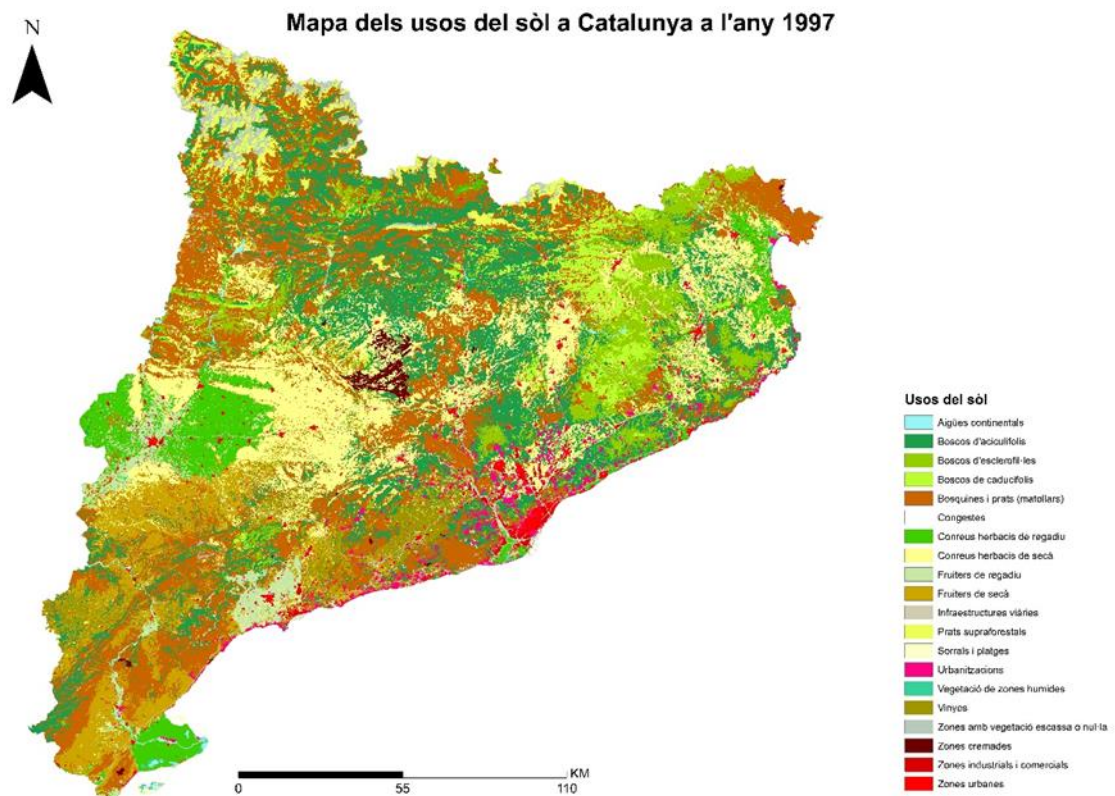 Mapa dels usos del sòl a Catalunya a l'any 1997
N
Usos del sòl
Aigües continentals
Boscos d'aciculifolis
Boscos d'esclerofil·les
Boscos de caducifolis
Bosquines i prats (matollars)
Congestes
Conreus herbacis de regadiu
Conreus herbacis de secà
Fruiters de regadiu
Fruiters de secà
Infraestructures viàries
Prats supraforestals
Sorrals i platges
Urbanitzacions
Vegetació de zones humides
Vinyes
Zones amb vegetació escassa o nul·la
Zones cremades
Zones industrials i comercials
Zones urbanes
KM
0 55 110